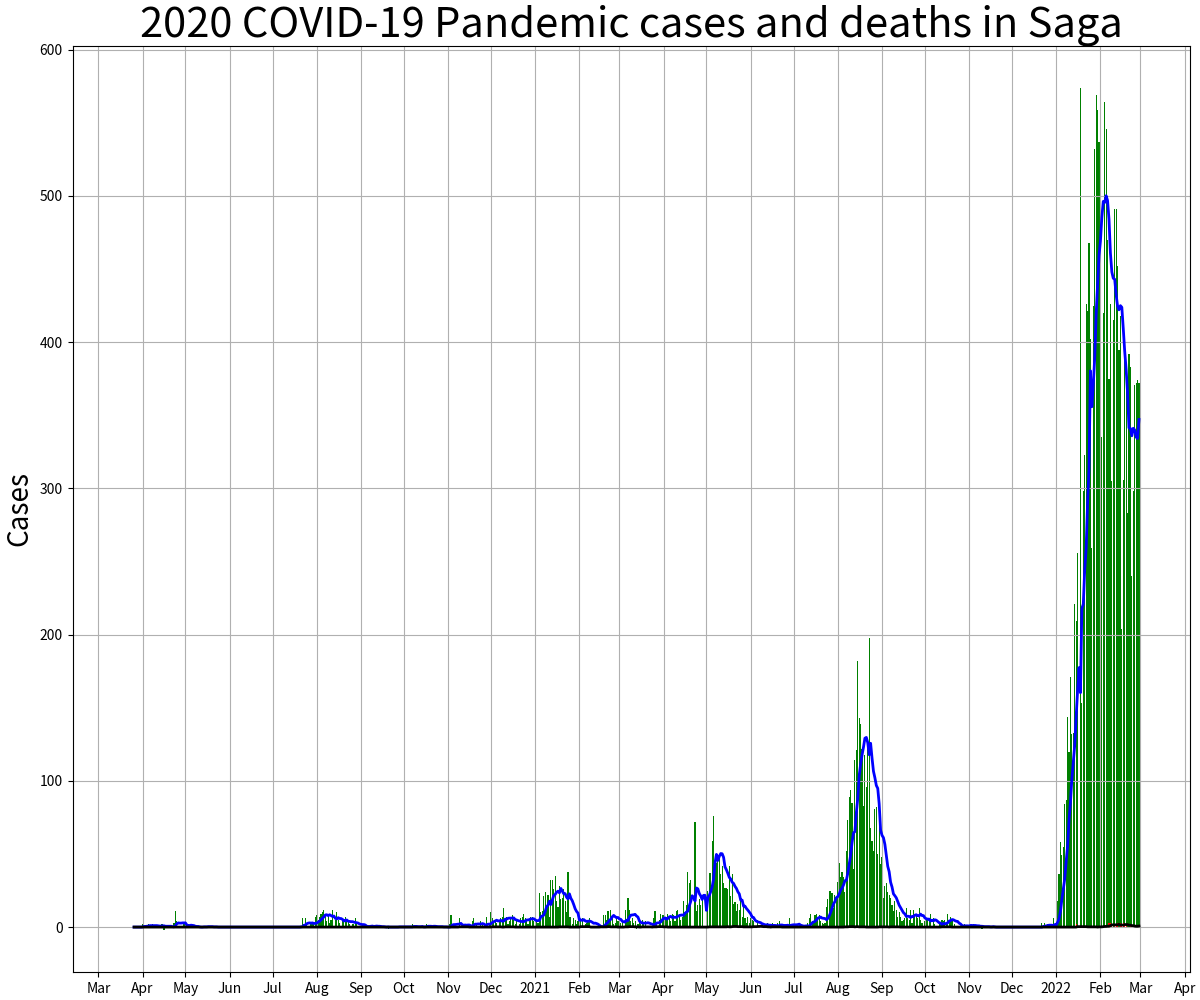 2020 COVID-19 Pandemic cases and deaths in Saga
600
500
400
300
200
100
0
Cases
Mar Apr May Jun Jul Aug Sep Oct Nov Dec 2021 Feb Mar Apr May Jun Jul Aug Sep Oct Nov Dec 2022 Feb Mar Apr